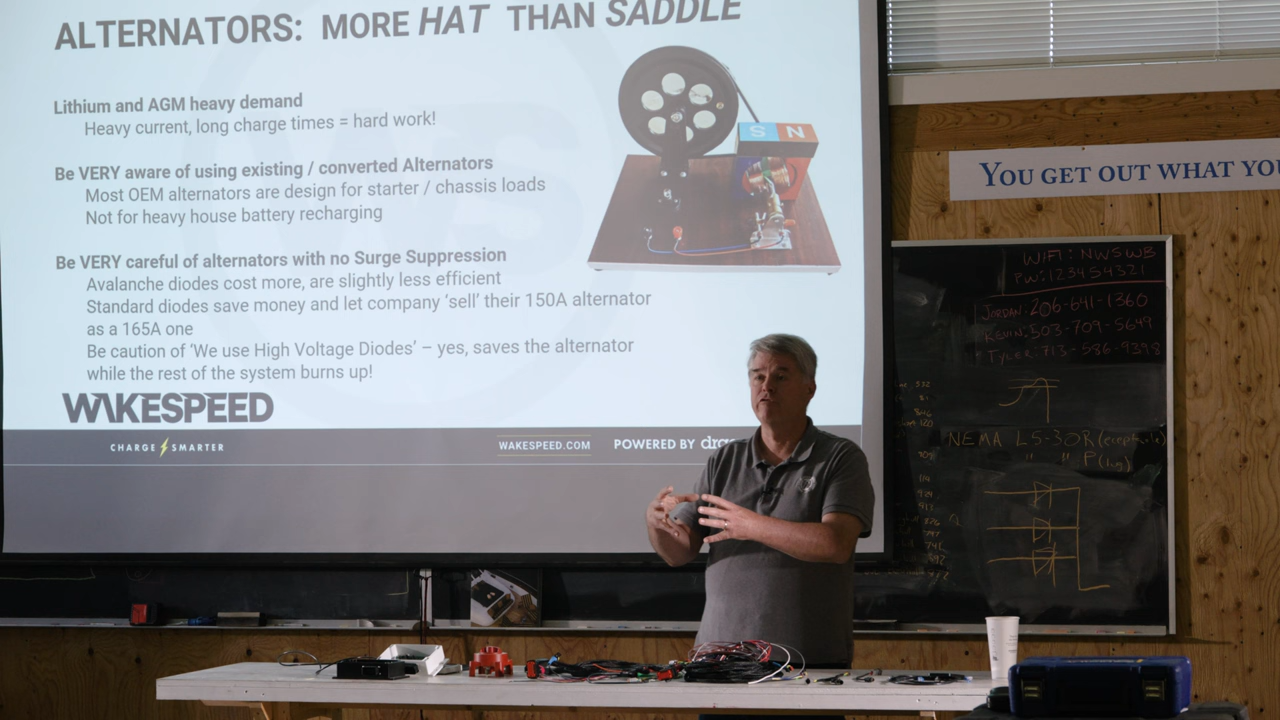 ALTERNATORS: MORE HAT THAN SADDLE
Lithium and AGM heavy demand
Heavy current, long charge times = hard work!
Be VERY aware of using existing / converted Alternators
Most OEM alternators are design for starter / chassis loads
Not for heavy house battery recharging
Be VERY careful of alternators with no Surge Suppression
Avalanche diodes cost more, are slightly less efficient
Standard diodes save money and let company ‘sell’ their 150A alternator
as a 165A one
Be caution of ‘We use High Voltage Diodes’ – yes, saves the alternator
while the rest of the system burns up!
WAKESPEED
CHARGE SMARTER
WAKESPEED.COM
POWERED BY
S N
YOU GET OUT WHAT YOU
WIFI: NWSWB
PW: 123454321
JORDAN: 206-641-1360
KEVIN: 503-709-5649
TYLER: 713-586-9398
NEMA L5-30R (eceptacle)
" " P (lug)